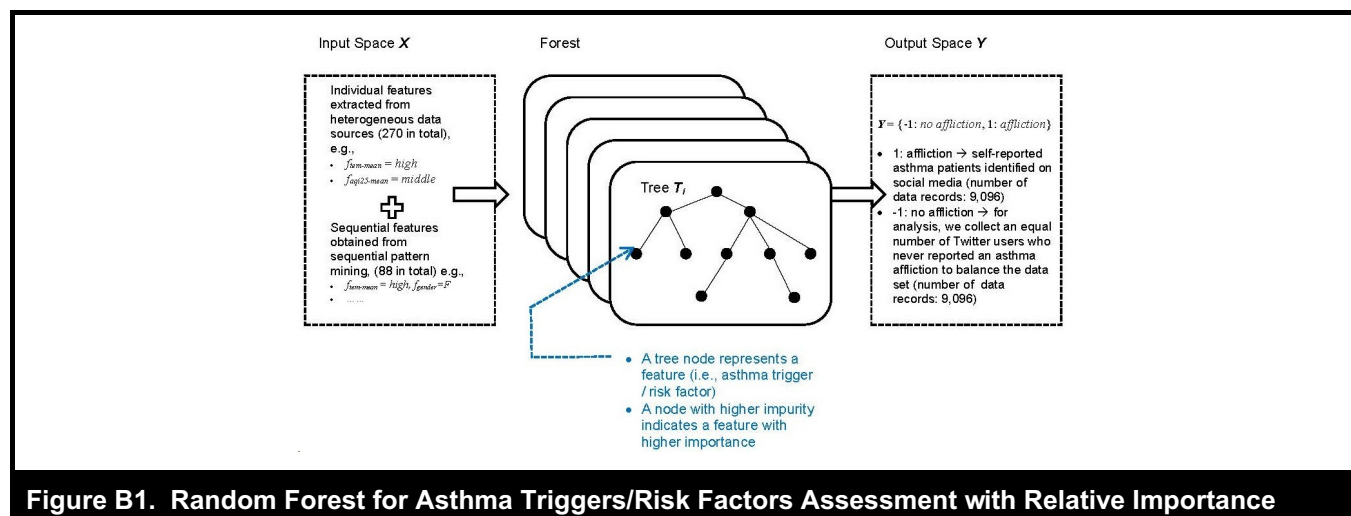 Input Space X
Forest
Output Space Y
Individual features
extracted from
heterogeneous data
sources (270 in total),
e.g.,
• f_tem-mean = high
• f_aqi25-mean = middle
Sequential features
obtained from
sequential pattern
mining, (88 in total) e.g.,
• f_tem-mean = high, f_gender=F
• ... ...
Tree T_i
Y = {-1: no affliction, 1: affliction}
• 1: affliction → self-reported
asthma patients identified on
social media (number of
data records: 9,096)
• -1: no affliction → for
analysis, we collect an equal
number of Twitter users who
never reported an asthma
affliction to balance the data
set (number of data
records: 9,096)
• A tree node represents a
feature (i.e., asthma trigger
/ risk factor)
• A node with higher impurity
indicates a feature with
higher importance
Figure B1. Random Forest for Asthma Triggers/Risk Factors Assessment with Relative Importance